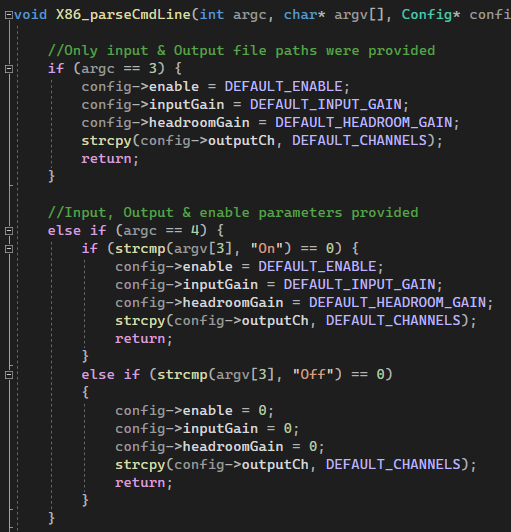 void X86_parseCmdLine(int argc, char* argv[], Config* confi
//Only input & Output file paths were provided
if (argc == 3) {
config->enable = DEFAULT_ENABLE;
config->inputGain = DEFAULT_INPUT_GAIN;
config->headroomGain = DEFAULT_HEADROOM_GAIN;
strcpy(config->outputCh, DEFAULT_CHANNELS);
return;
}
//Input, Output & enable parameters provided
else if (argc == 4) {
if (strcmp(argv[3], "On") == 0) {
config->enable = DEFAULT_ENABLE;
config->inputGain = DEFAULT_INPUT_GAIN;
config->headroomGain = DEFAULT_HEADROOM_GAIN;
strcpy(config->outputCh, DEFAULT_CHANNELS);
return;
}
else if (strcmp(argv[3], "Off") == 0)
{
config->enable = 0;
config->inputGain = 0;
config->headroomGain = 0;
strcpy(config->outputCh, DEFAULT_CHANNELS);
return;
}
}